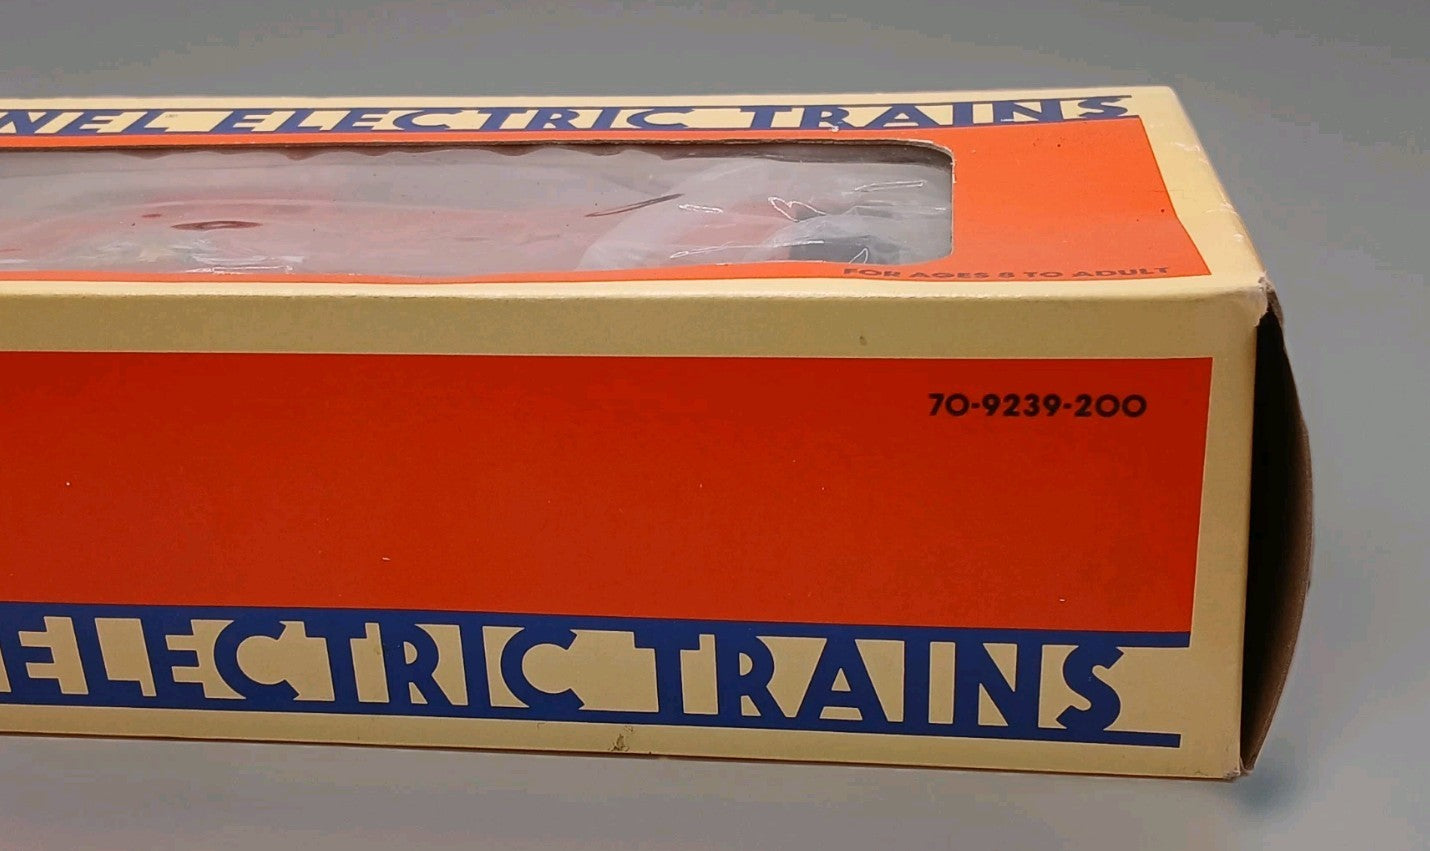 NEL® ELECTRIC TRAINS
FOR AGES 8 TO ADULT
70-9239-200
ELECTRIC TRAINS